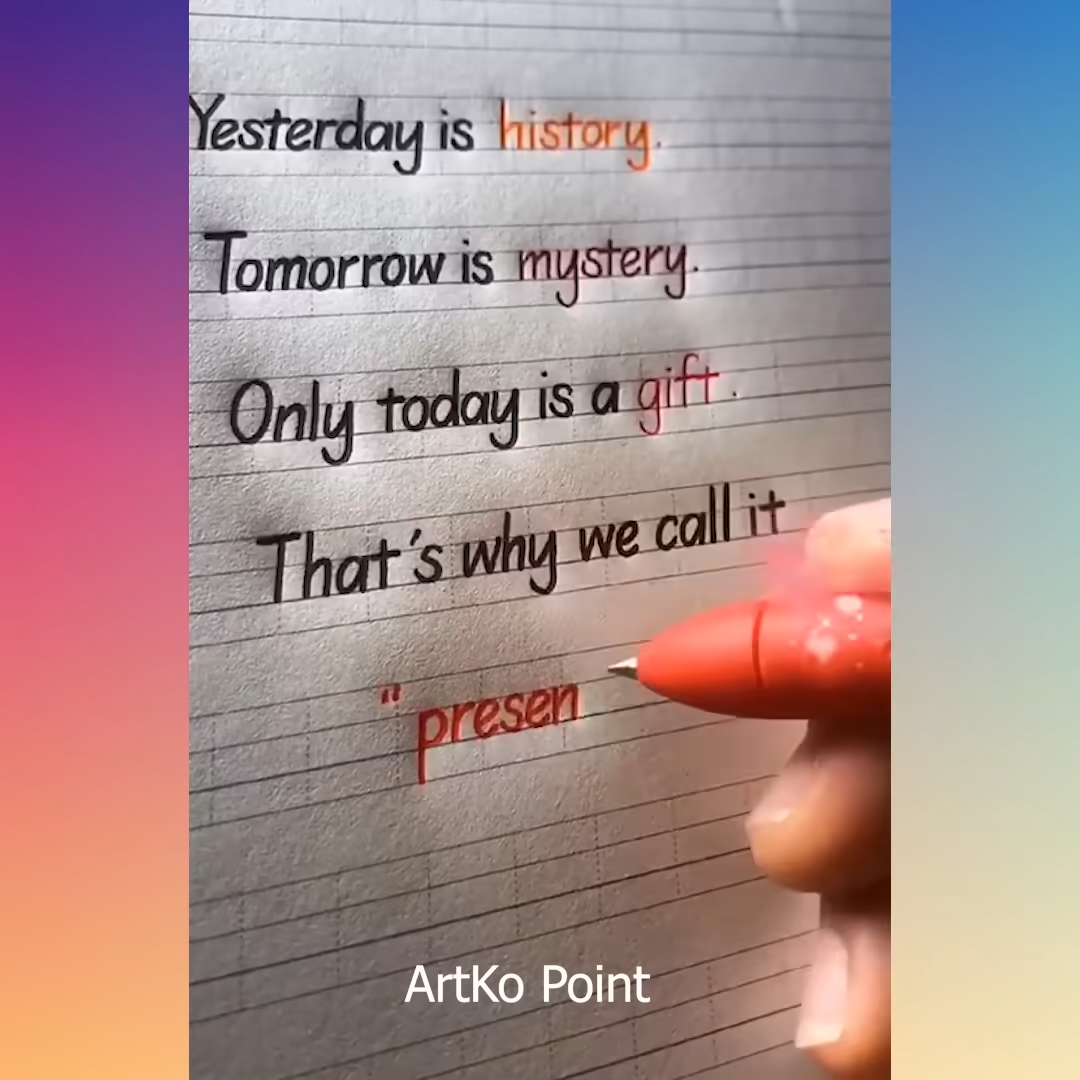 Yesterday is history.
Tomorrow is mystery.
Only today is a gift.
That's why we call it
" presen
ArtKo Point